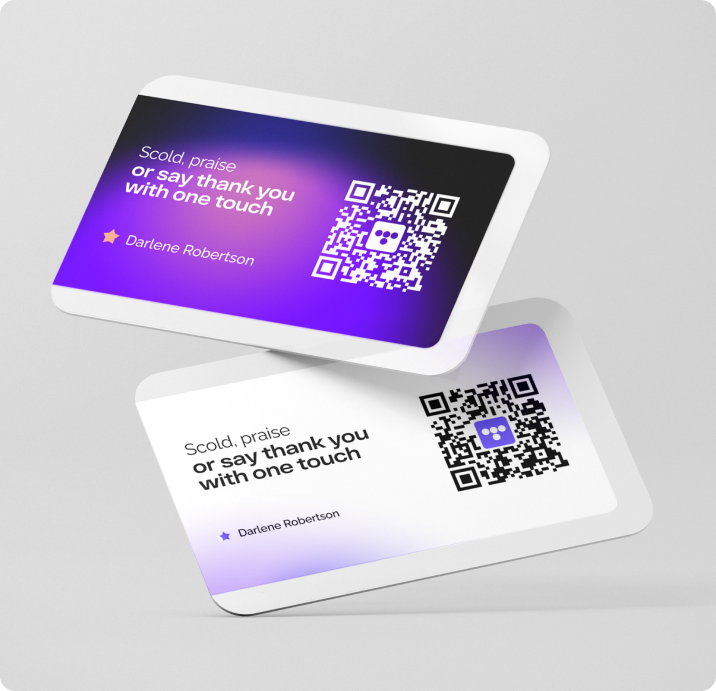 Scold, praise
or say thank you
with one touch
Darlene Robertson
Scold, praise
or say thank you
with one touch
Darlene Robertson